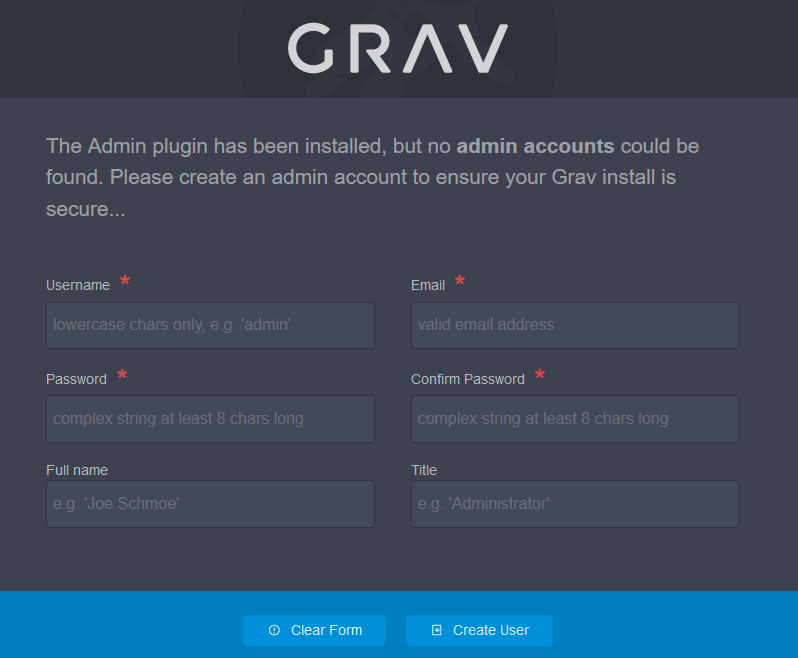 GRAV
The Admin plugin has been installed, but no admin accounts could be
found. Please create an admin account to ensure your Grav install is
secure...
Username *
Email *
lowercase chars only, e.g. 'admin'
valid email address
Password *
Confirm Password *
complex string at least 8 chars long
complex string at least 8 chars long
Full name
Title
e.g. 'Joe Schmoe'
e.g. 'Administrator'
Clear Form
Create User